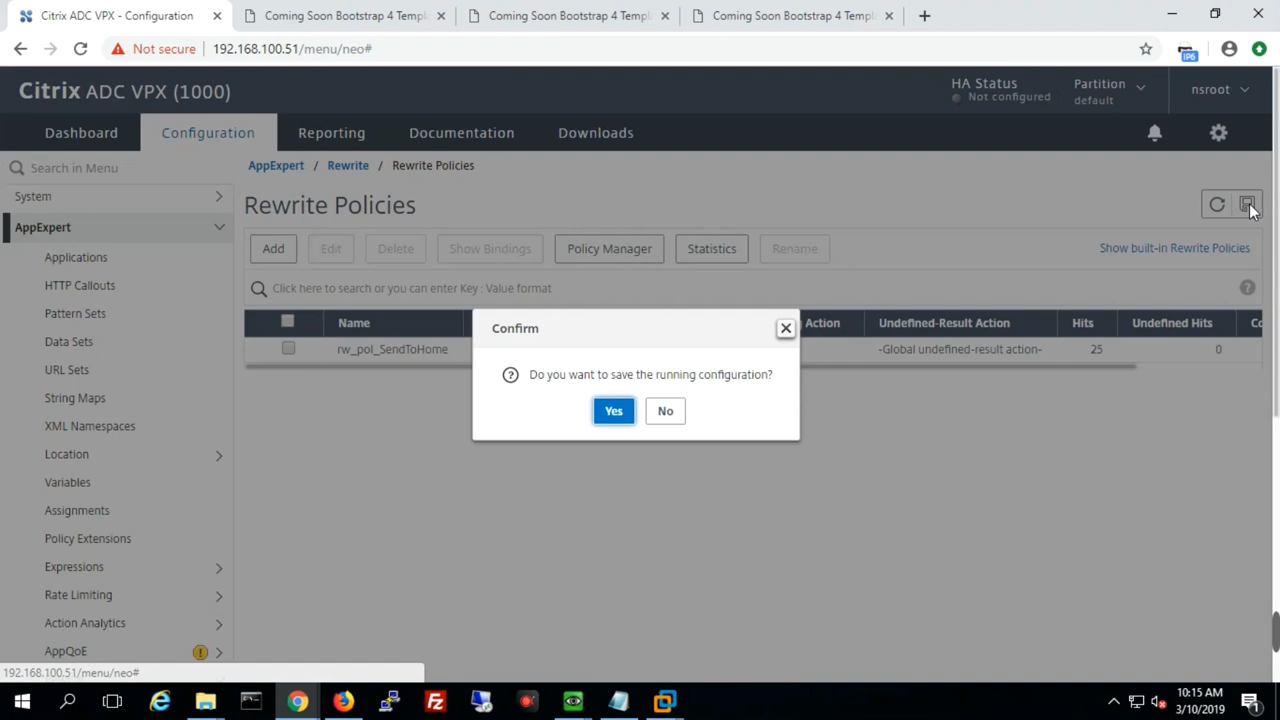 Citrix ADC VPX - Configuration
Coming Soon Bootstrap 4 Templ
Coming Soon Bootstrap 4 Templ
Coming Soon Bootstrap 4 Templ
Not secure
192.168.100.51/menu/neo#
IP6
Citrix ADC VPX (1000)
HA Status
Not configured
Partition
default
nsroot
Dashboard
Configuration
Reporting
Documentation
Downloads
Search in Menu
AppExpert / Rewrite / Rewrite Policies
System
Rewrite Policies
AppExpert
Add
Edit
Delete
Show Bindings
Policy Manager
Statistics
Rename
Show built-in Rewrite Policies
Applications
HTTP Callouts
Click here to search or you can enter Key : Value format
Pattern Sets
Name
Action
Undefined-Result Action
Hits
Undefined Hits
Co
Confirm
Data Sets
rw_pol_SendToHome
-Global undefined-result action-
25
0
URL Sets
Do you want to save the running configuration?
String Maps
Yes
No
XML Namespaces
Location
Variables
Assignments
Policy Extensions
Expressions
Rate Limiting
Action Analytics
AppQoE
192.168.100.51/menu/neo#
10:15 AM
3/10/2019
1